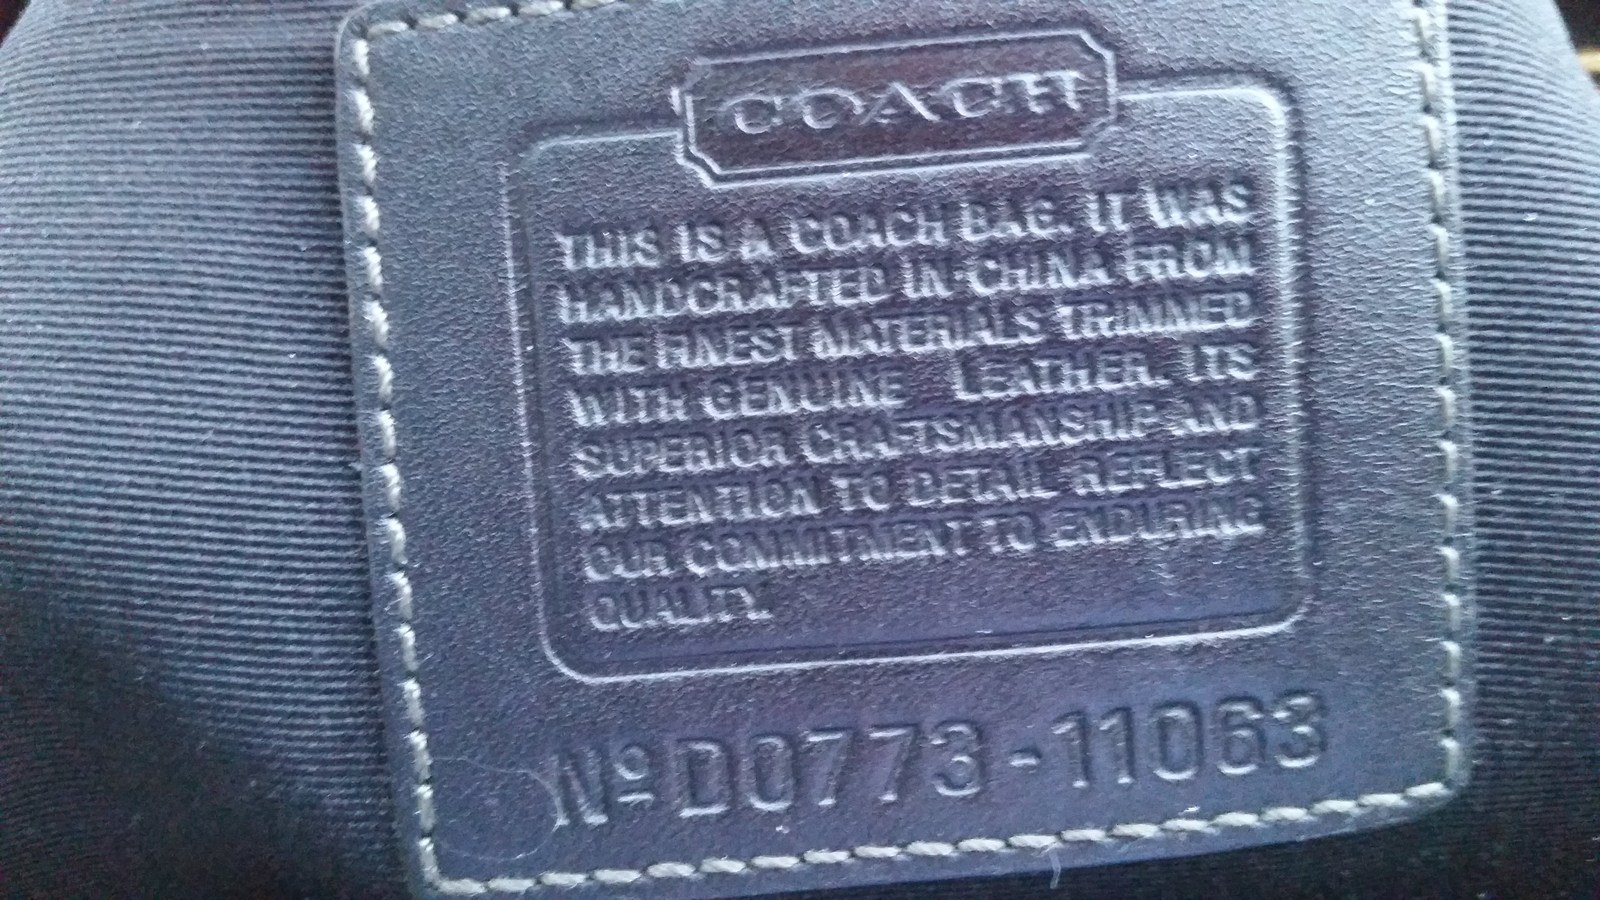 COACH
THIS IS A COACH BAG. IT WAS
HANDCRAFTED IN CHINA FROM
THE FINEST MATERIALS TRIMMED
WITH GENUINE LEATHER. ITS
SUPERIOR CRAFTSMANSHIP AND
ATTENTION TO DETAIL REFLECT
OUR COMMITMENT TO ENDURING
QUALITY.
Nº D0773-11063